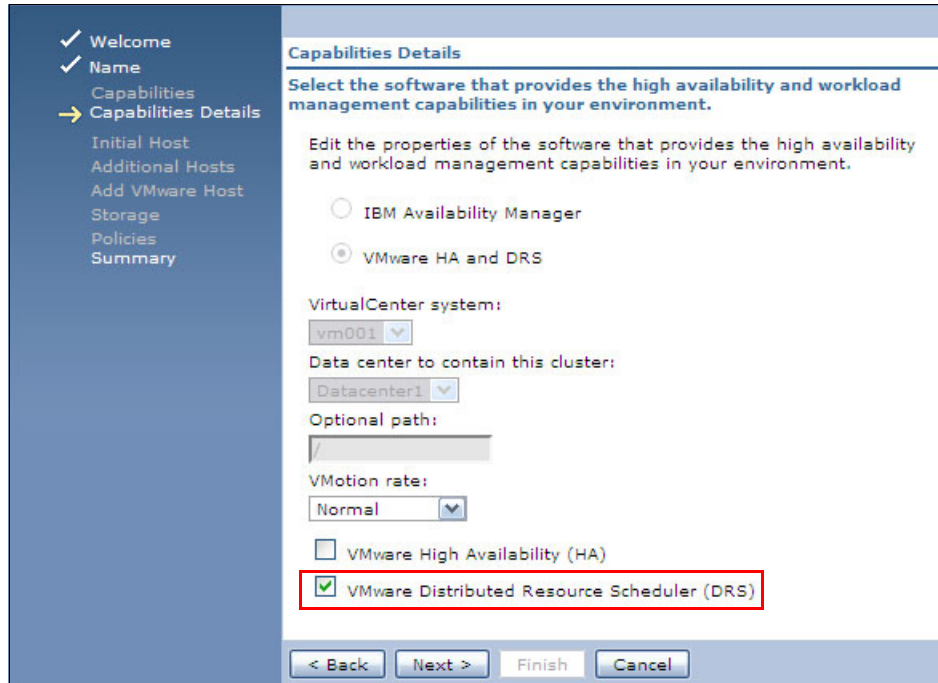 Welcome
Name
Capabilities
Capabilities Details
Initial Host
Additional Hosts
Add VMware Host
Storage
Policies
Summary
Capabilities Details
Select the software that provides the high availability and workload
management capabilities in your environment.
Edit the properties of the software that provides the high availability
and workload management capabilities in your environment.
IBM Availability Manager
VMware HA and DRS
VirtualCenter system:
vm001
Data center to contain this cluster:
Datacenter1
Optional path:
/
VMotion rate:
Normal
VMware High Availability (HA)
VMware Distributed Resource Scheduler (DRS)
< Back Next > Finish Cancel